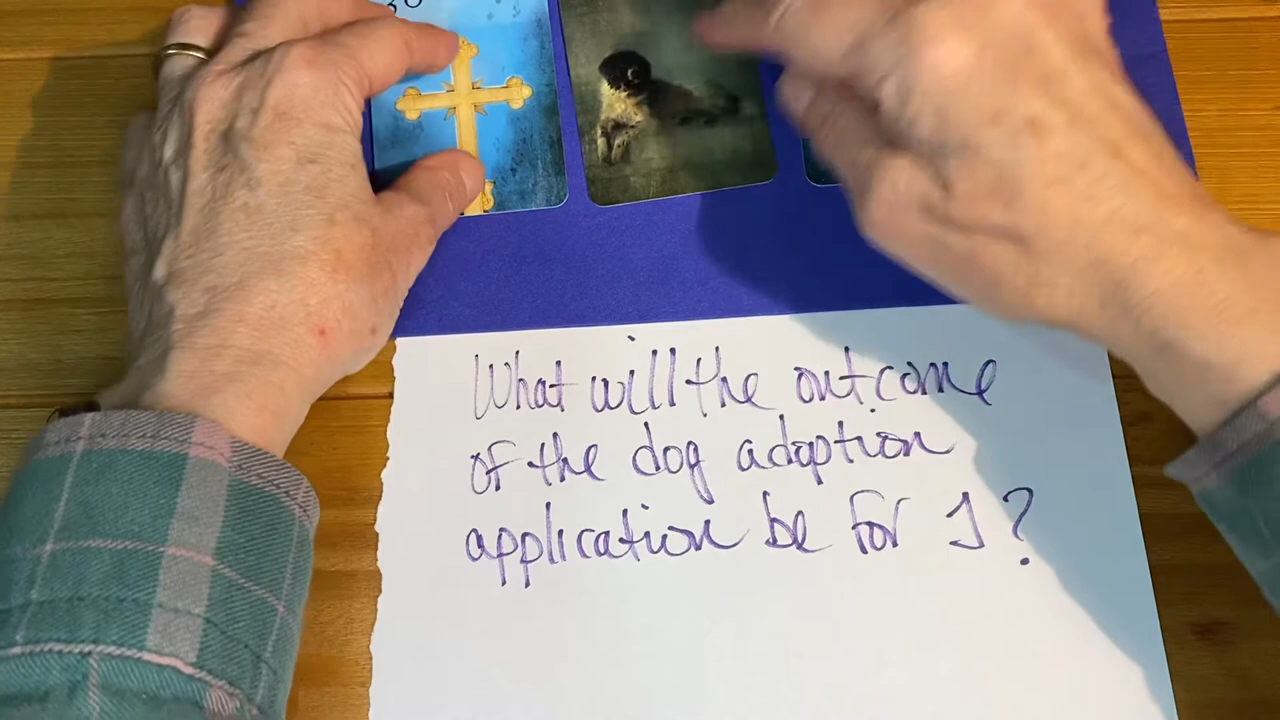 What will the outcome
of the dog adoption
application be for J?